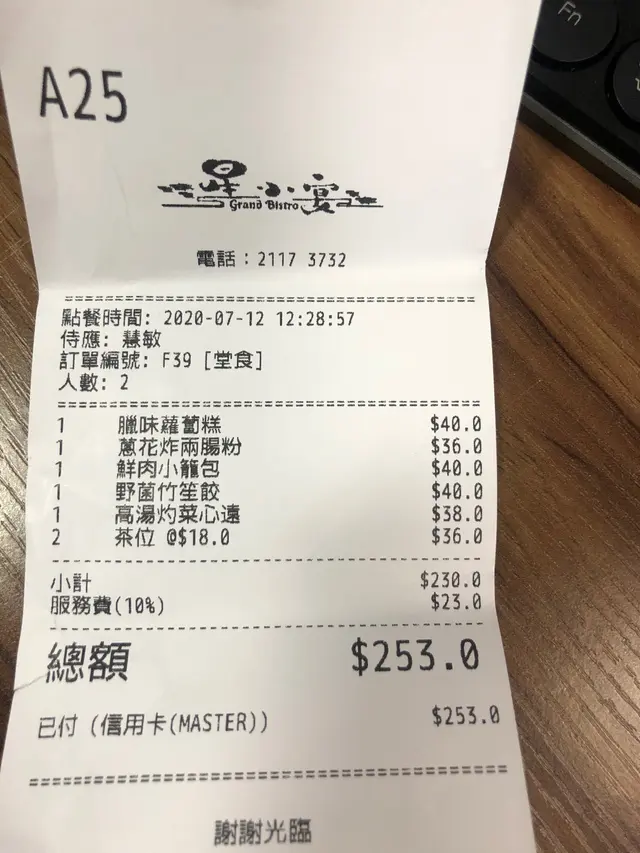 Fn
A25
星小宴
Grand Bistro
電話：2117 3732
點餐時間: 2020-07-12 12:28:57
侍應: 慧敏
訂單編號: F39 [堂食]
人數: 2
1 臘味蘿蔔糕 $40.0
1 蔥花炸兩腸粉 $36.0
1 鮮肉小籠包 $40.0
1 野菌竹笙餃 $40.0
1 高湯灼菜心遠 $38.0
2 茶位 @$18.0 $36.0
小計 $230.0
服務費(10%) $23.0
總額 $253.0
已付 (信用卡(MASTER)) $253.0
謝謝光臨